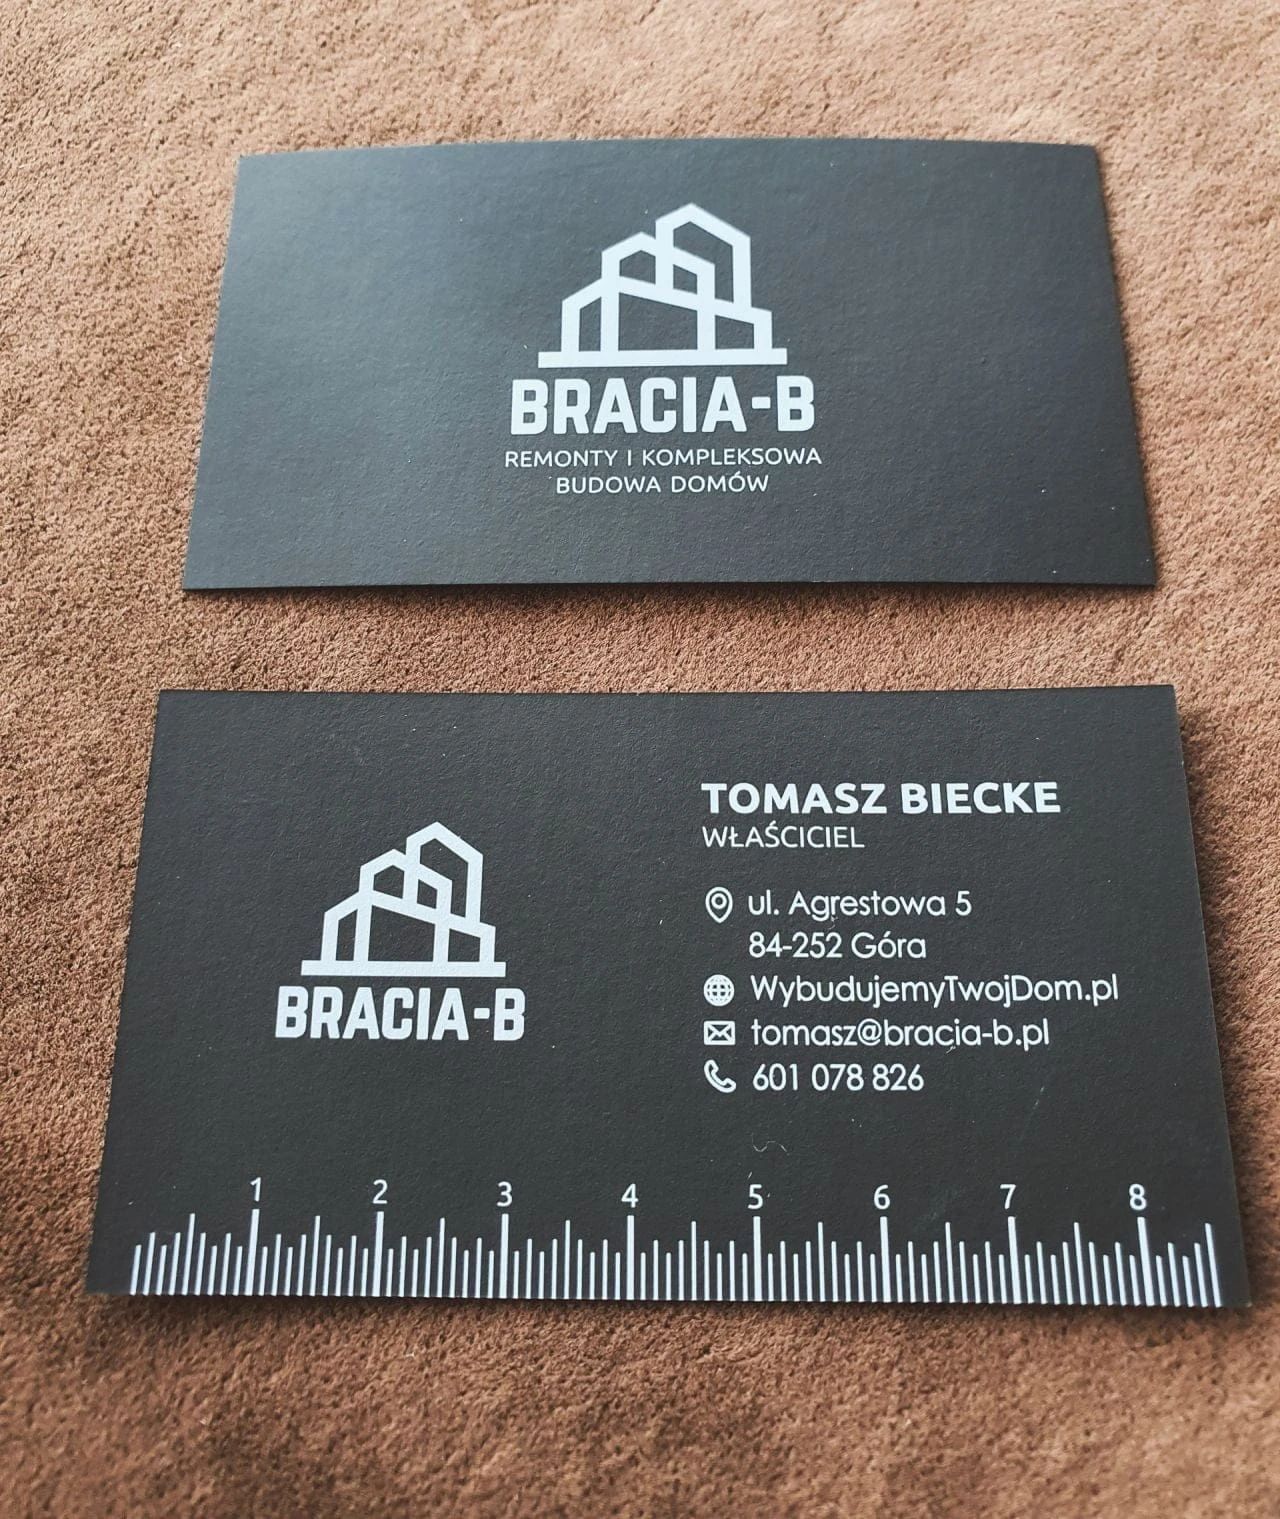 BRACIA-B
REMONTY I KOMPLEKSOWA
BUDOWA DOMÓW
BRACIA-B
TOMASZ BIECKE
WŁAŚCICIEL
ul. Agrestowa 5
84-252 Góra
WybudujemyTwojDom.pl
tomasz@bracia-b.pl
601 078 826
1 2 3 4 5 6 7 8